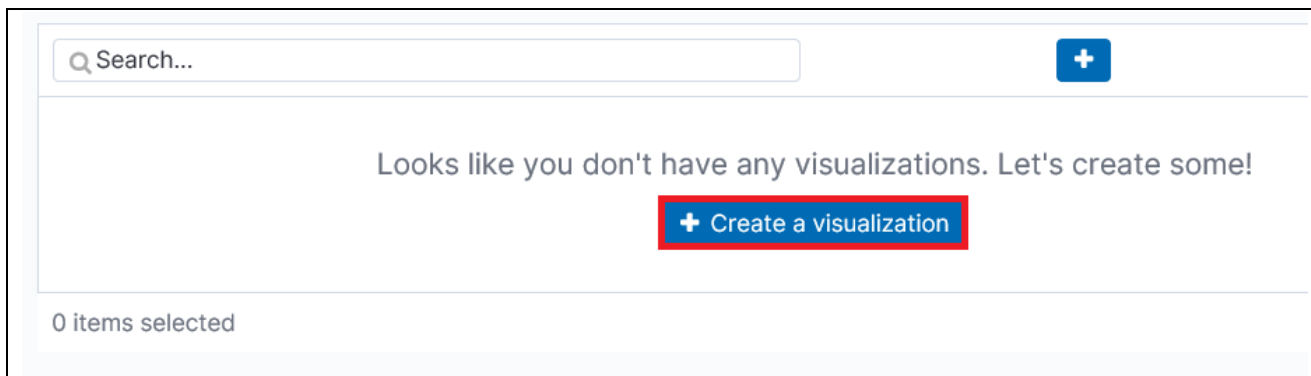 Search...
+
Looks like you don't have any visualizations. Let's create some!
+ Create a visualization
0 items selected